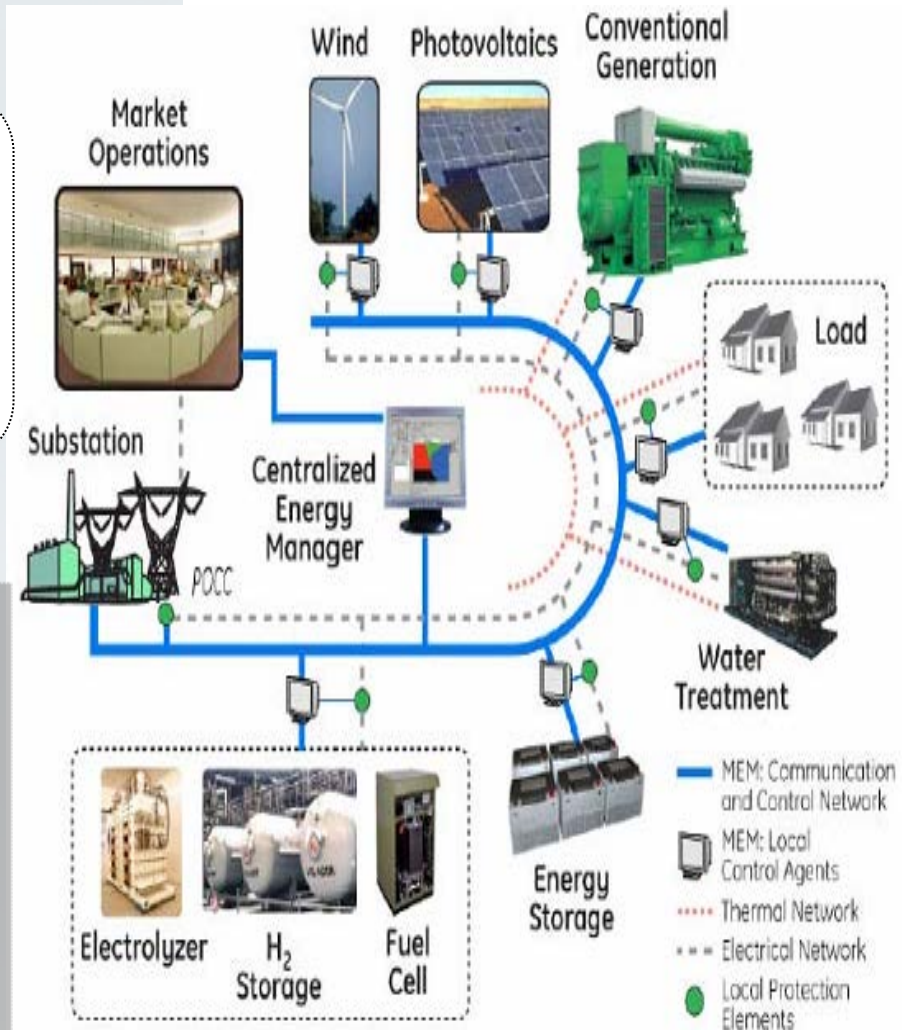 Wind
Photovoltaics
Conventional
Generation
Market
Operations
Load
Substation
Centralized
Energy
Manager
POCC
Water
Treatment
Electrolyzer
H₂
Storage
Fuel
Cell
Energy
Storage
MEM: Communication
and Control Network
MEM: Local
Control Agents
Thermal Network
Electrical Network
Local Protection
Elements